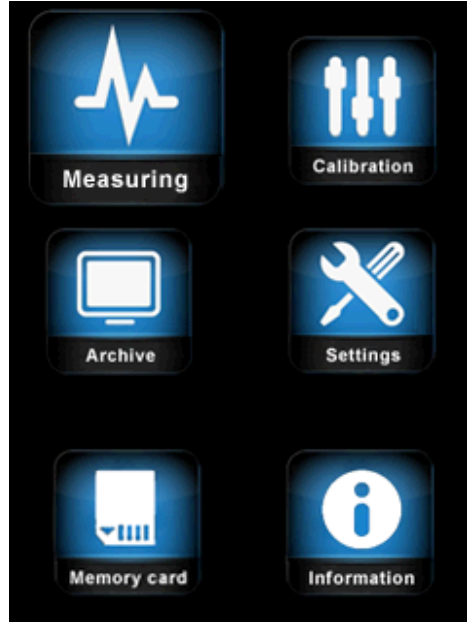 Measuring
Calibration
Archive
Settings
Memory card
Information